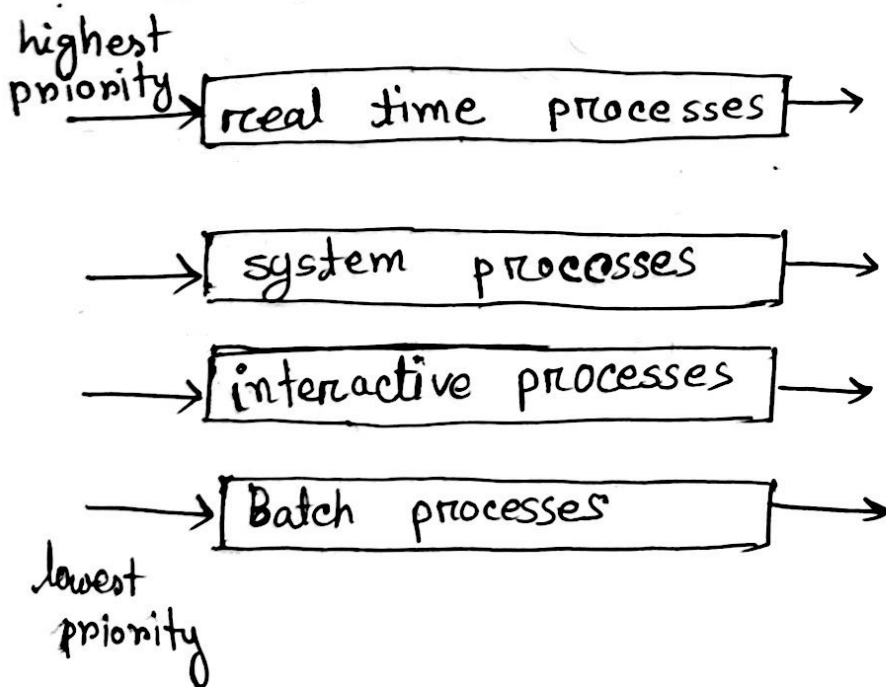 highest
priority
real time processes
system processes
interactive processes
Batch processes
lowest
priority